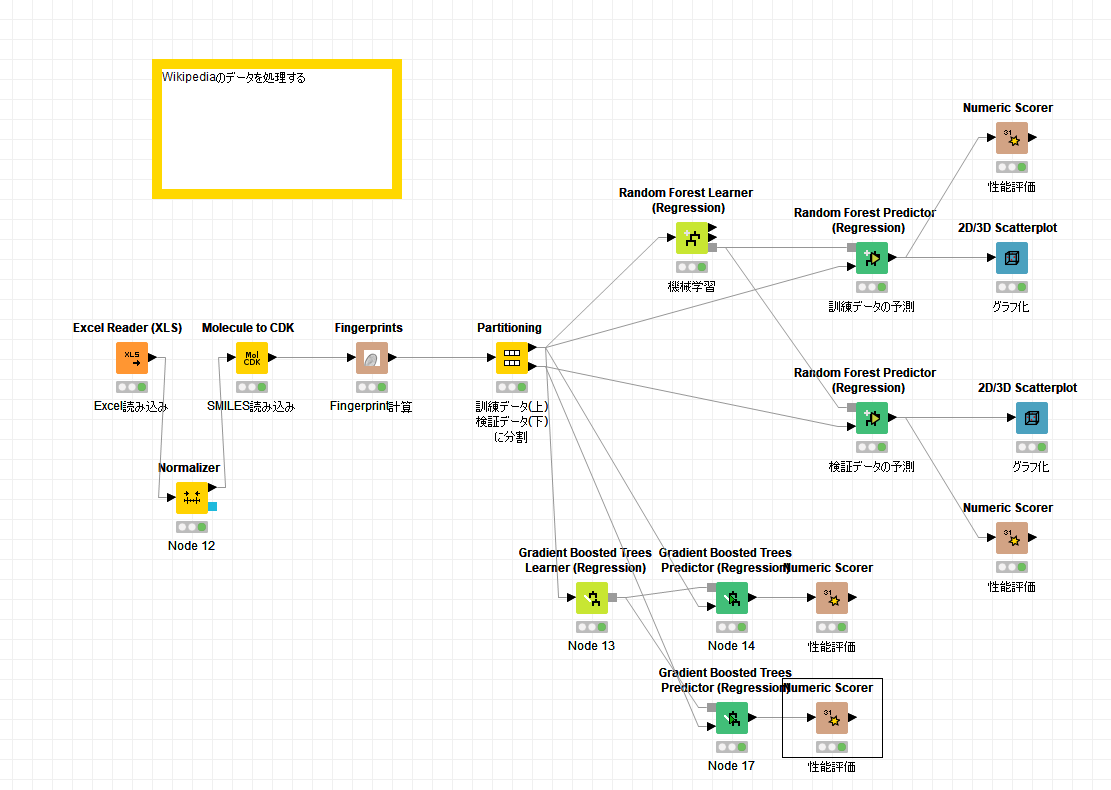 Wikipediaのデータを処理する
Numeric Scorer
31
性能評価
Random Forest Learner
(Regression)
機械学習
Random Forest Predictor
(Regression)
訓練データの予測
2D/3D Scatterplot
グラフ化
Excel Reader (XLS)
XLS
Excel読み込み
Molecule to CDK
Mol
CDK
SMILES読み込み
Fingerprints
Fingerprint計算
Partitioning
訓練データ(上)
検証データ(下)
に分割
Random Forest Predictor
(Regression)
検証データの予測
2D/3D Scatterplot
グラフ化
Normalizer
Node 12
Numeric Scorer
31
性能評価
Gradient Boosted Trees
Learner (Regression)
Node 13
Gradient Boosted Trees
Predictor (Regression)
Node 14
Numeric Scorer
31
性能評価
Gradient Boosted Trees
Predictor (Regression)
Node 17
Numeric Scorer
31
性能評価